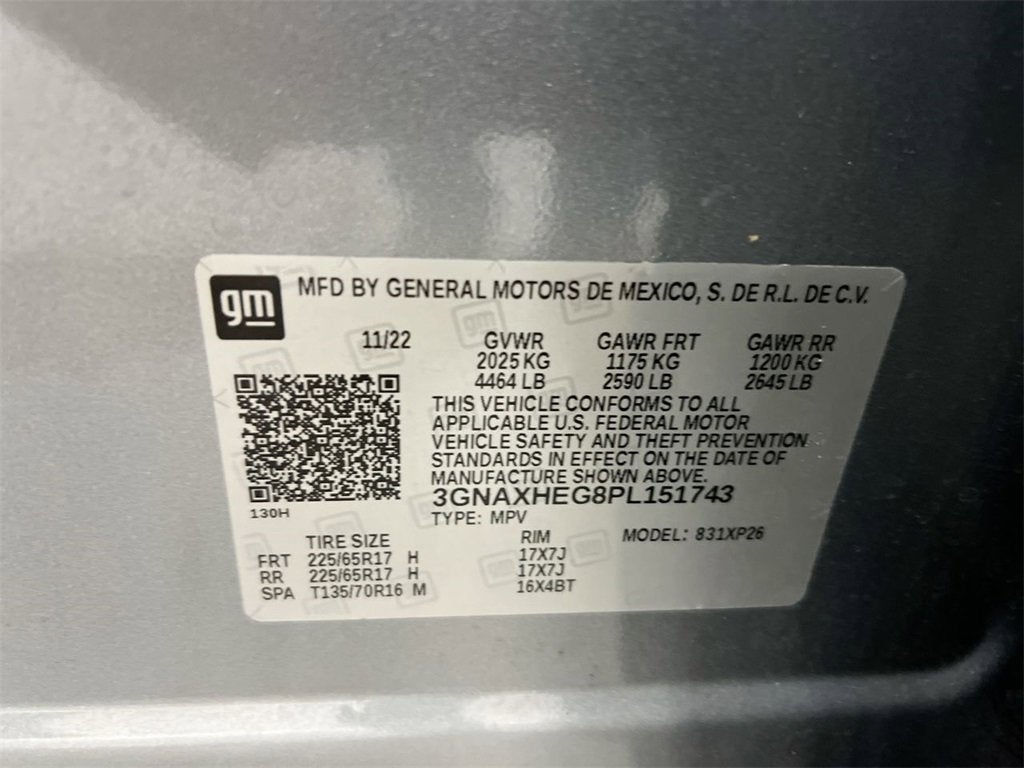 gm
MFD BY GENERAL MOTORS DE MEXICO, S. DE R.L. DE C.V.
11/22 GVWR GAWR FRT GAWR RR
2025 KG 1175 KG 1200 KG
4464 LB 2590 LB 2645 LB
THIS VEHICLE CONFORMS TO ALL
APPLICABLE U.S. FEDERAL MOTOR
VEHICLE SAFETY AND THEFT PREVENTION
STANDARDS IN EFFECT ON THE DATE OF
MANUFACTURE SHOWN ABOVE.
3GNAXHEG8PL151743
130H
TYPE: MPV
TIRE SIZE RIM MODEL: 831XP26
FRT 225/65R17 H 17X7J
RR 225/65R17 H 17X7J
SPA T135/70R16 M 16X4BT